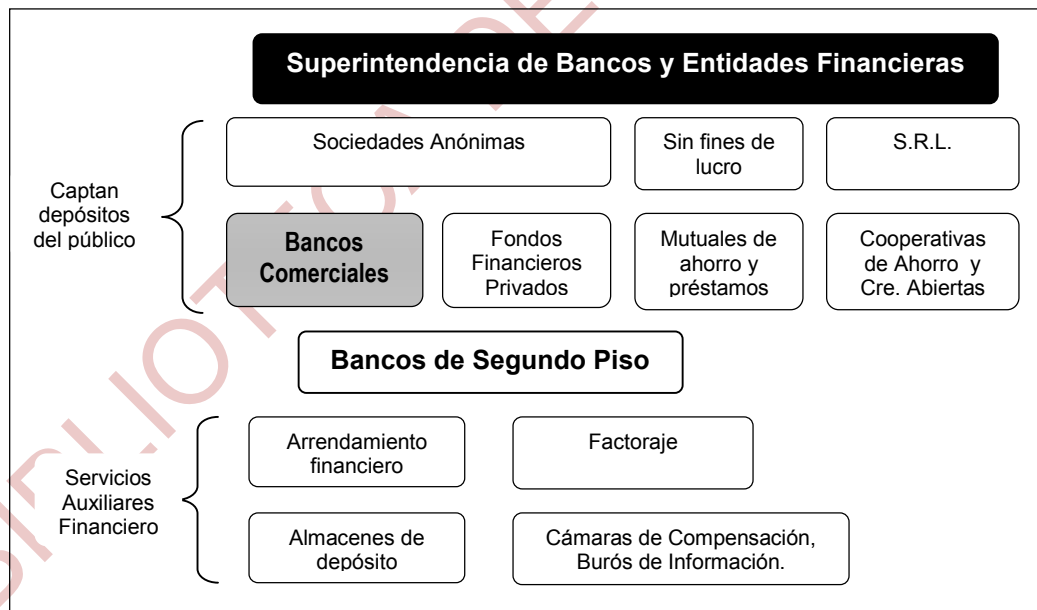 Superintendencia de Bancos y Entidades Financieras
Captan
depósitos
del público
Sociedades Anónimas
Sin fines de
lucro
S.R.L.
Bancos
Comerciales
Fondos
Financieros
Privados
Mutuales de
ahorro y
préstamos
Cooperativas
de Ahorro y
Cre. Abiertas
Bancos de Segundo Piso
Servicios
Auxiliares
Financiero
Arrendamiento
financiero
Factoraje
Almacenes de
depósito
Cámaras de Compensación,
Burós de Información.